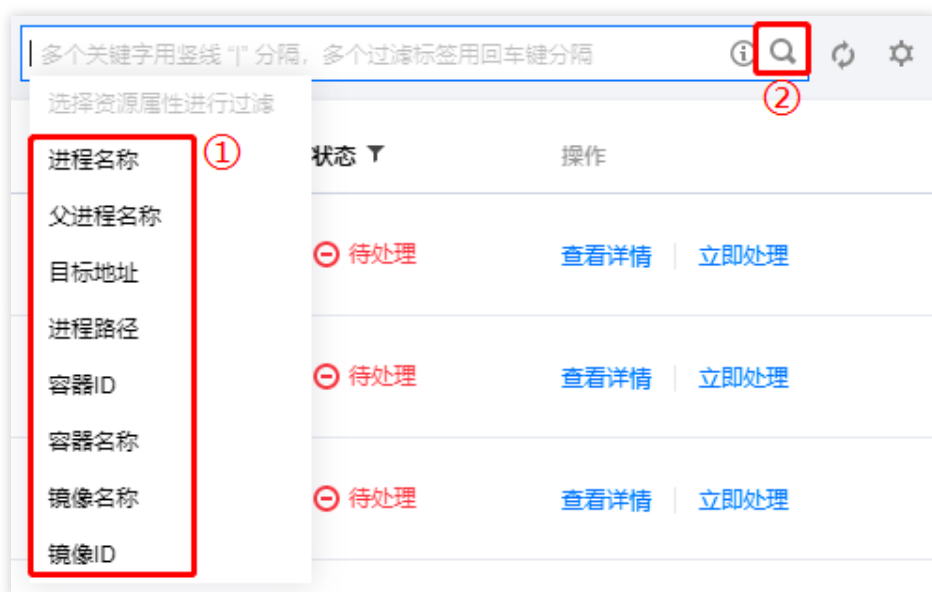 多个关键字用竖线 "|" 分隔，多个过滤标签用回车键分隔
②
选择资源属性进行过滤
①
进程名称
父进程名称
目标地址
进程路径
容器ID
容器名称
镜像名称
镜像ID
状态 操作
待处理 查看详情 立即处理
待处理 查看详情 立即处理
待处理 查看详情 立即处理